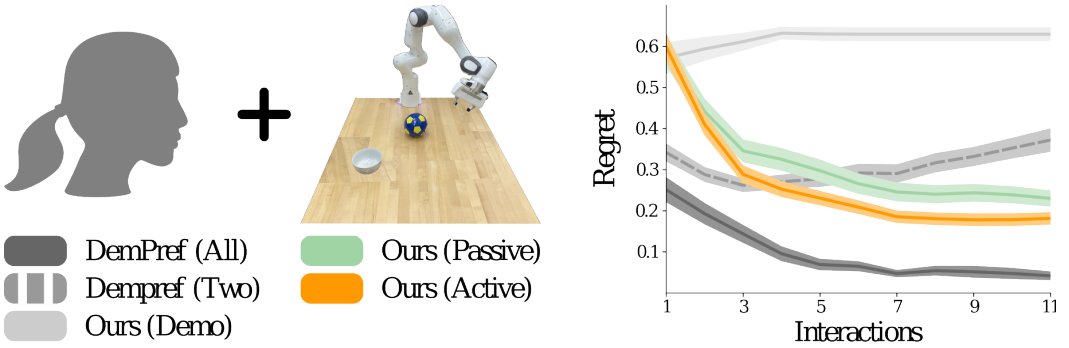 DemPref (All)
Dempref (Two)
Ours (Demo)
Ours (Passive)
Ours (Active)
Regret
0.6
0.5
0.4
0.3
0.2
0.1
1
3
5
7
9
11
Interactions